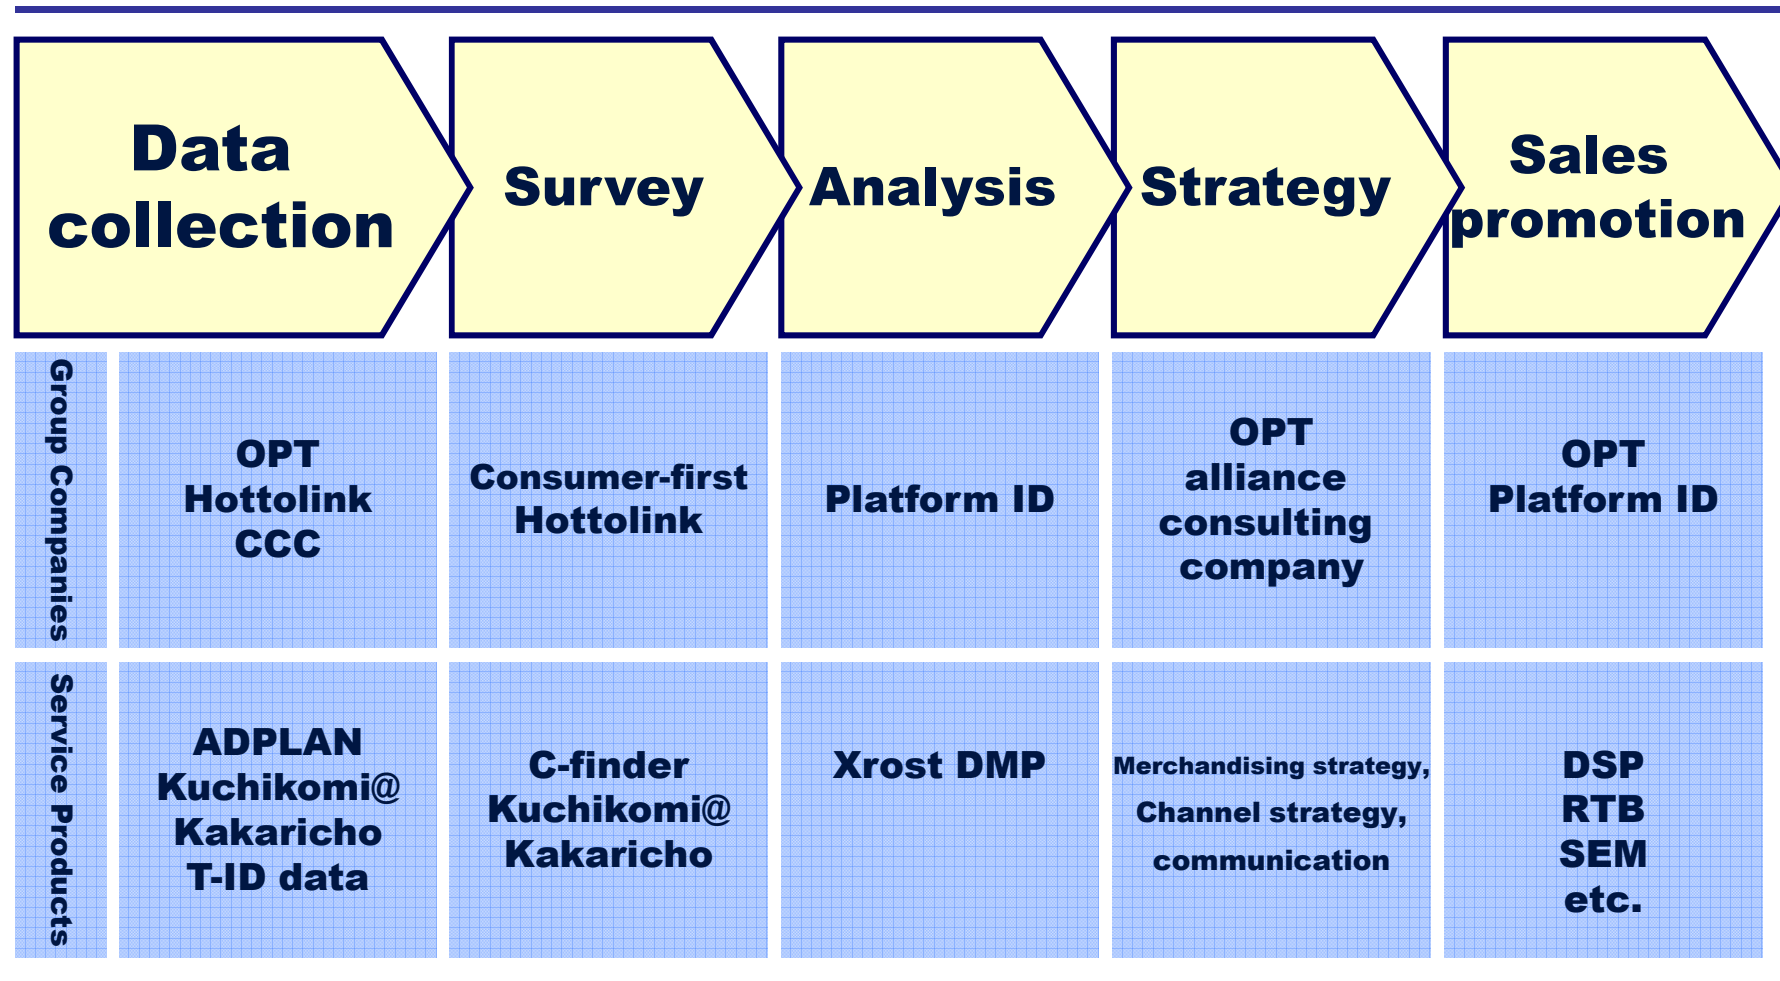 Data
collection
Survey
Analysis
Strategy
Sales
promotion
Group Companies
OPT
Hottolink
CCC
Consumer-first
Hottolink
Platform ID
OPT
alliance
consulting
company
OPT
Platform ID
Service Products
ADPLAN
Kuchikomi@
Kakaricho
T-ID data
C-finder
Kuchikomi@
Kakaricho
Xrost DMP
Merchandising strategy,
Channel strategy,
communication
DSP
RTB
SEM
etc.